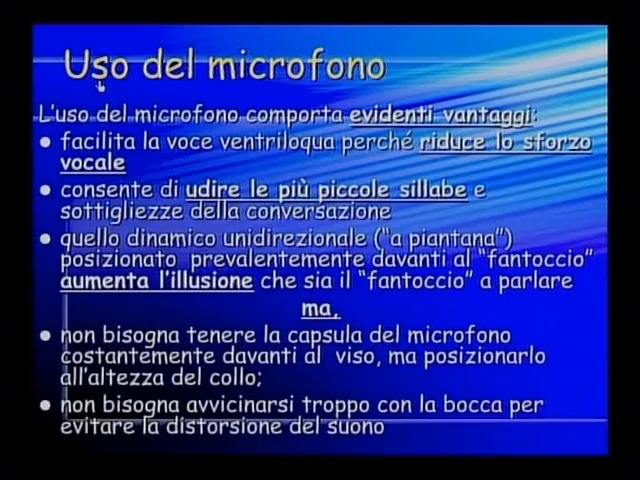 Uso del microfono
L'uso del microfono comporta evidenti vantaggi:
● facilita la voce ventriloqua perché riduce lo sforzo
vocale
● consente di udire le più piccole sillabe e
sottigliezze della conversazione
● quello dinamico unidirezionale ("a piantana")
posizionato prevalentemente davanti al "fantoccio"
aumenta l'illusione che sia il "fantoccio" a parlare
ma,
● non bisogna tenere la capsula del microfono
costantemente davanti al viso, ma posizionarlo
all'altezza del collo;
● non bisogna avvicinarsi troppo con la bocca per
evitare la distorsione del suono